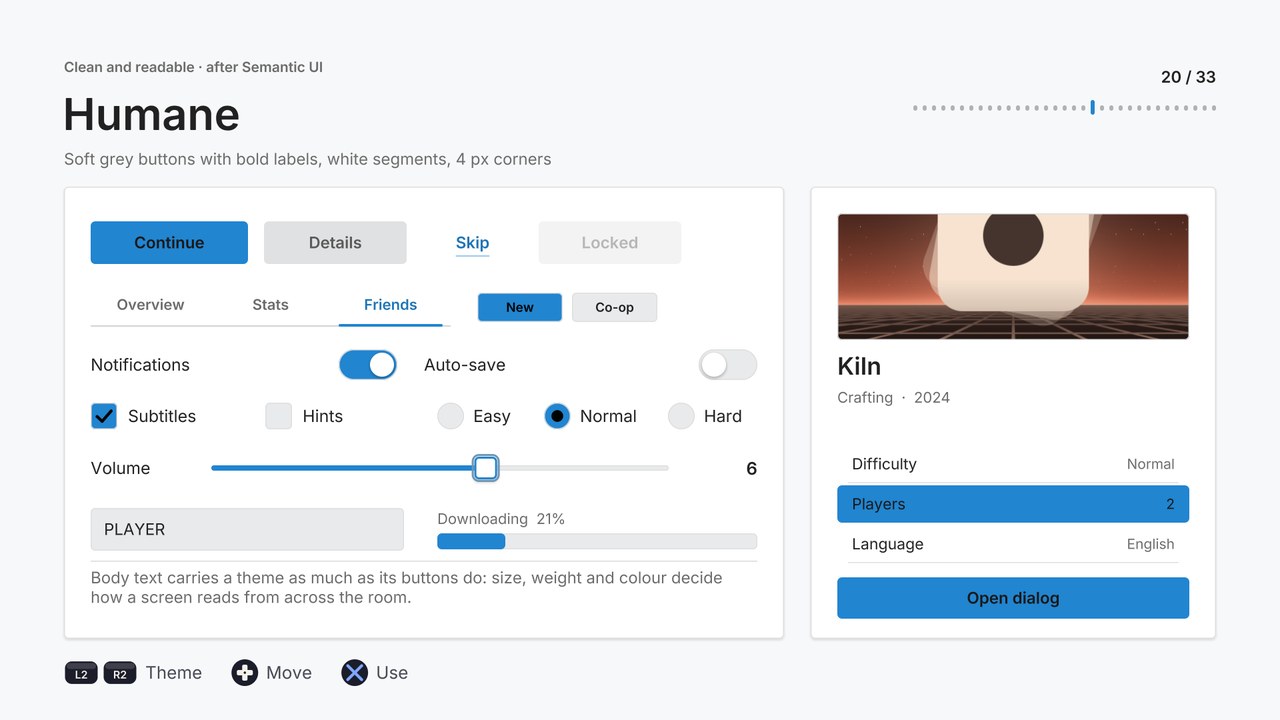 Clean and readable · after Semantic UI
20 / 33
Humane
Soft grey buttons with bold labels, white segments, 4 px corners
Continue
Details
Skip
Locked
Overview
Stats
Friends
New
Co-op
Notifications
Auto-save
Subtitles
Hints
Easy
Normal
Hard
Volume
6
PLAYER
Downloading 21%
Body text carries a theme as much as its buttons do: size, weight and colour decide
how a screen reads from across the room.
Kiln
Crafting · 2024
Difficulty
Normal
Players
2
Language
English
Open dialog
L2
R2
Theme
Move
Use